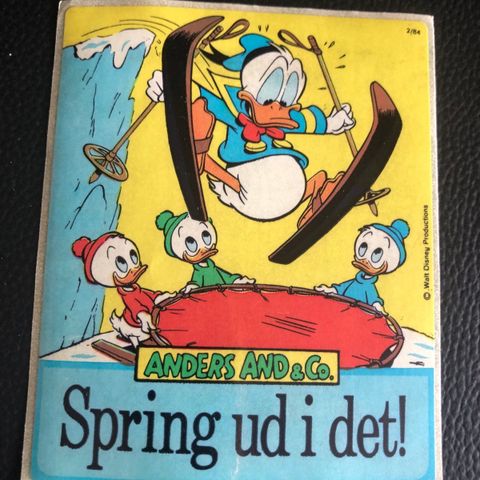 2/84
© Walt Disney Productions
ANDERS AND & Co.
Spring ud i det!